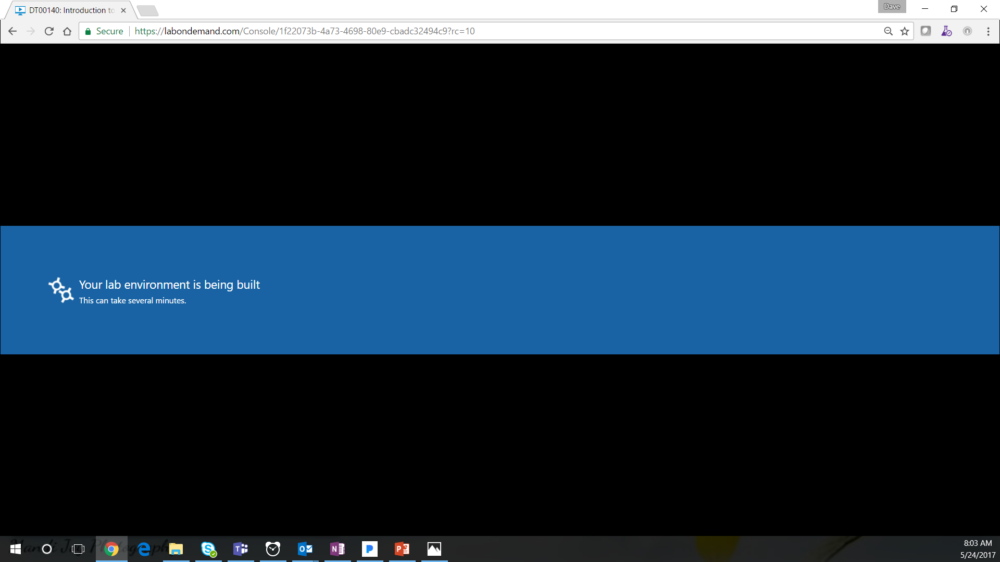 DT00140: Introduction to
Dave
Secure
https://labondemand.com/Console/1f22073b-4a73-4698-80e9-cbadc32494c9?rc=10
Your lab environment is being built
This can take several minutes.
8:03 AM
5/24/2017